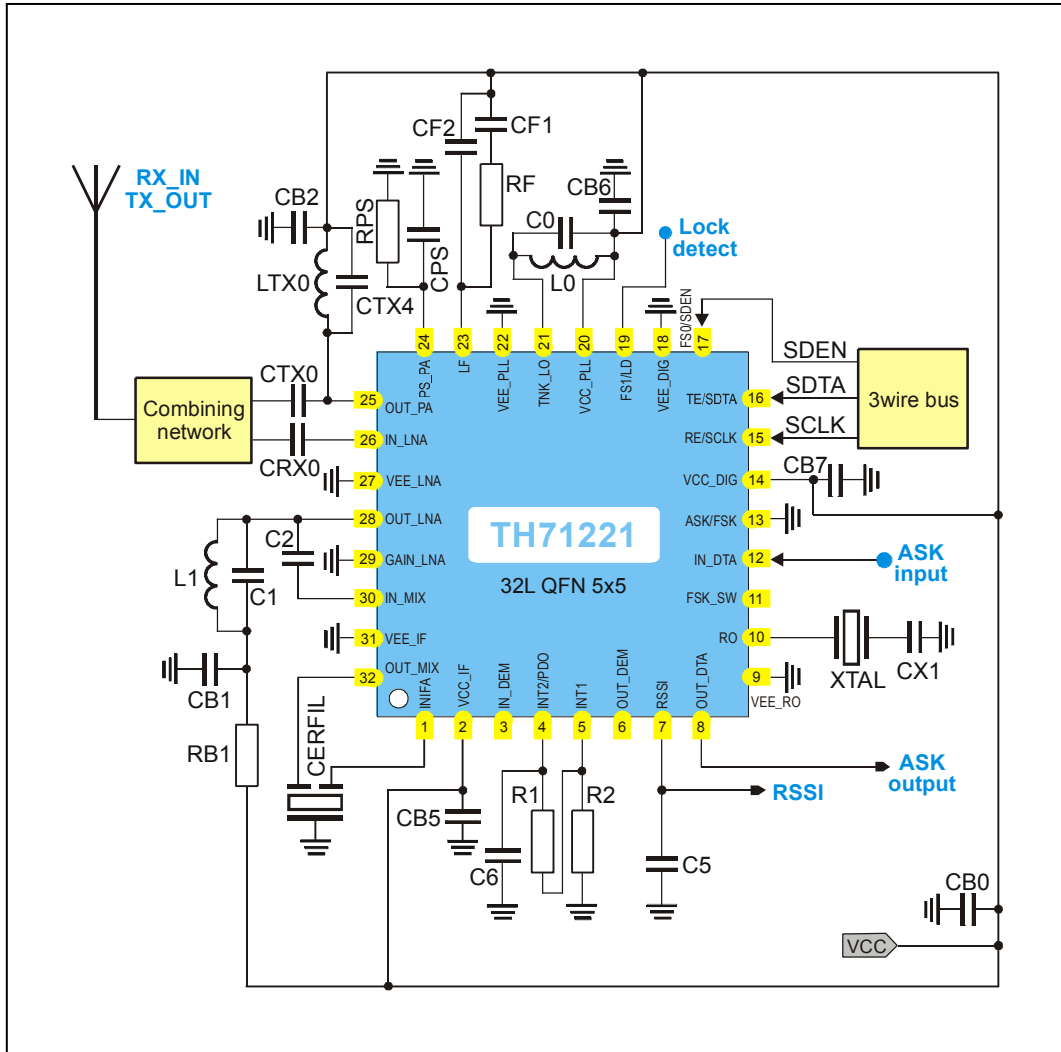 CF2
CF1
RX_IN
TX_OUT
CB2
RPS
RF
CB6
C0
Lock
detect
CPS
LTX0
CTX4
L0
FS0/SDEN
24
23
22
21
20
19
18
17
PS_PA
LF
VEE_PLL
TNK_LO
VCC_PLL
FS1/LD
VEE_DIG
SDEN
SDTA
SCLK
3wire bus
CTX0
Combining
network
CRX0
25
OUT_PA
26
IN_LNA
27
VEE_LNA
28
OUT_LNA
29
GAIN_LNA
30
IN_MIX
31
VEE_IF
32
OUT_MIX
TE/SDTA
16
RE/SCLK
15
VCC_DIG
14
ASK/FSK
13
IN_DTA
12
FSK_SW
11
RO
10
9
VEE_RO
CB7
TH71221
32L QFN 5x5
ASK
input
C2
L1
C1
CB1
RB1
XTAL
CX1
INIFA
VCC_IF
IN_DEM
INT2/PDO
INT1
OUT_DEM
RSSI
OUT_DTA
1
2
3
4
5
6
7
8
CERFIL
CB5
R1
R2
C6
C5
RSSI
ASK
output
CB0
VCC